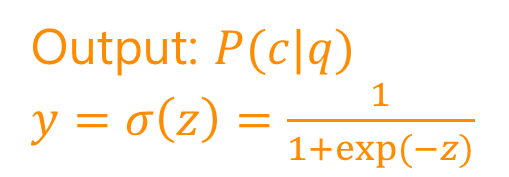 Output: P(c|q)
y = σ(z) = 1/1+exp(−z)